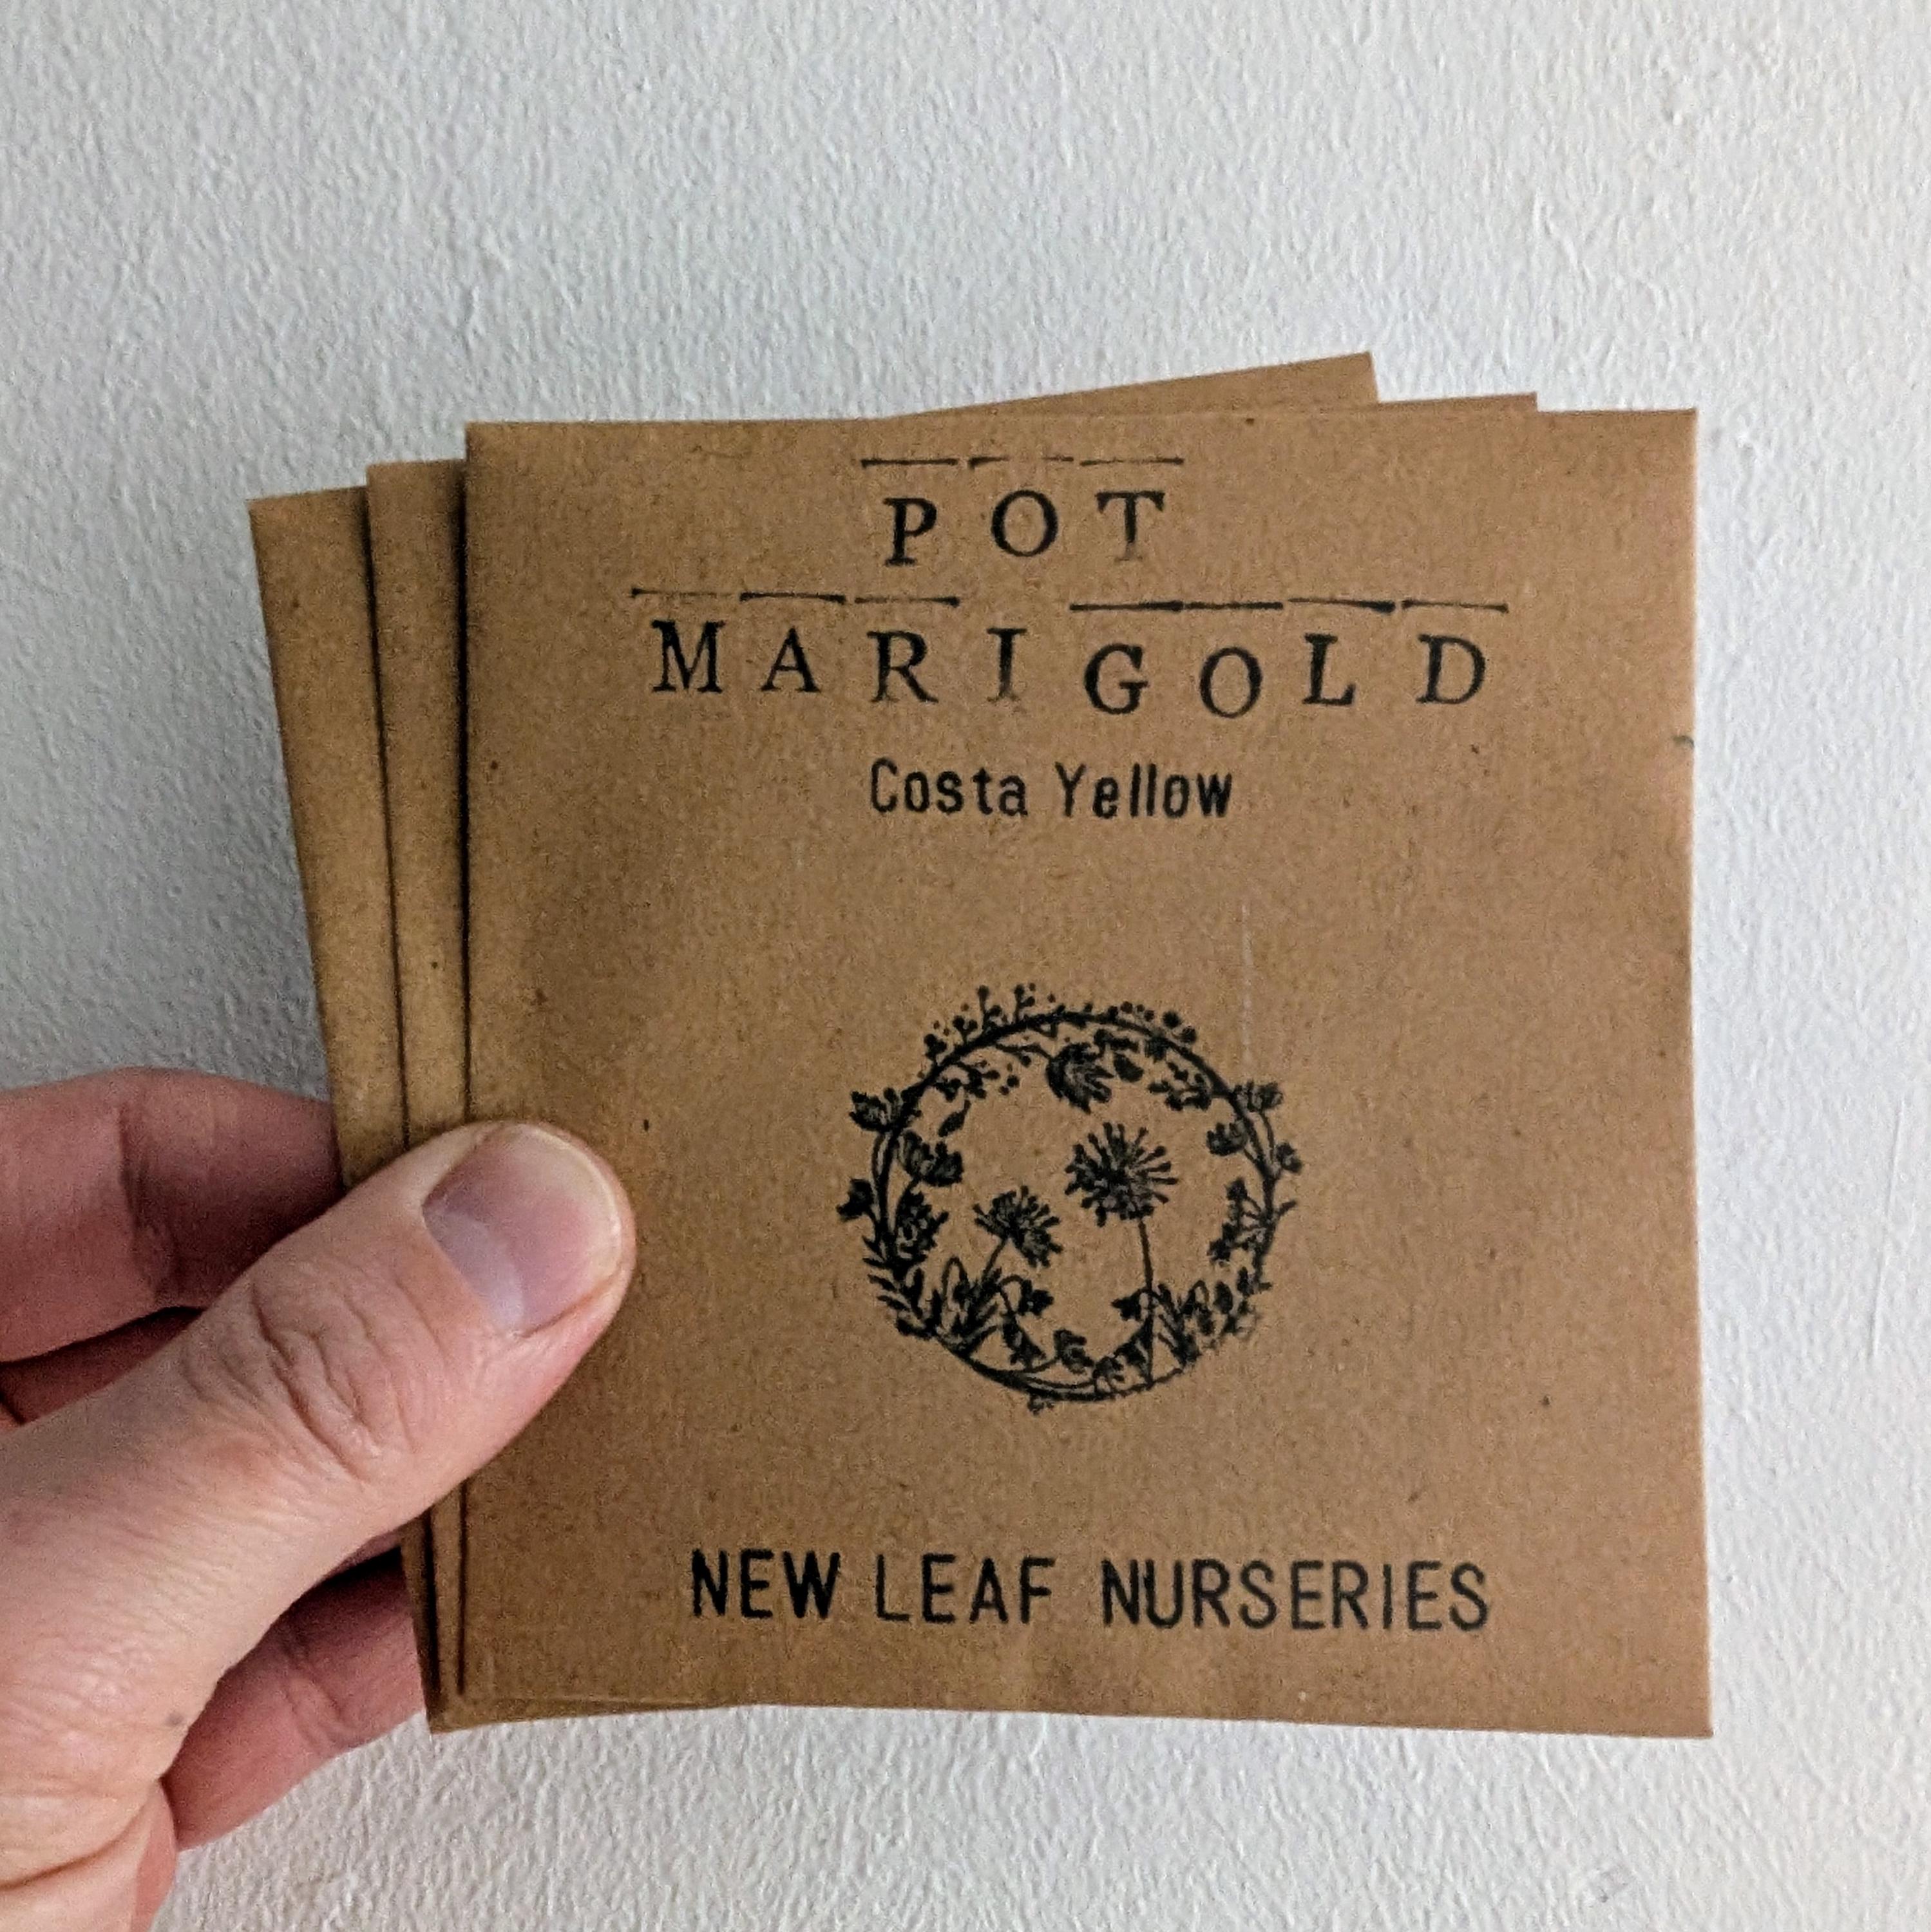 POT
MARIGOLD
Costa Yellow
NEW LEAF NURSERIES